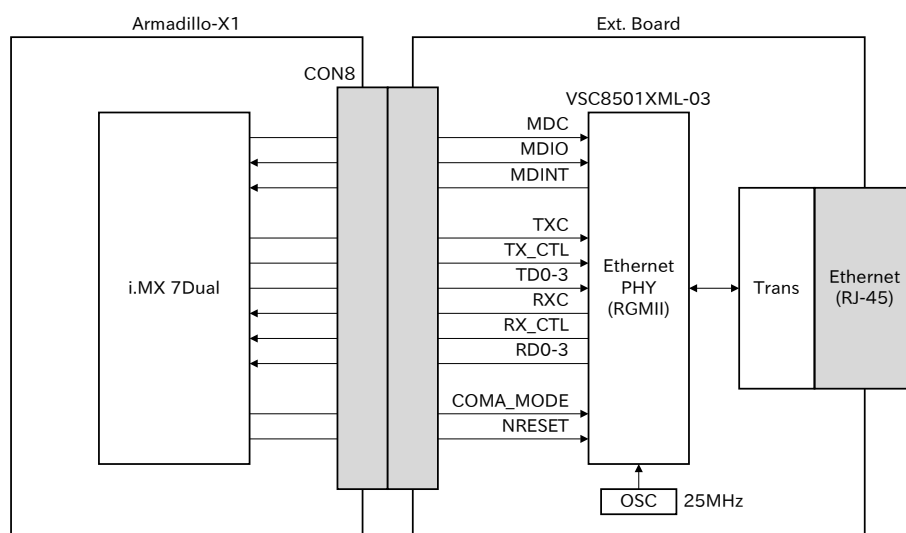 Armadillo-X1
Ext. Board
CON8
VSC8501XML-03
MDC
MDIO
MDINT
TXC
TX_CTL
TD0-3
RXC
RX_CTL
RD0-3
COMA_MODE
NRESET
i.MX 7Dual
Ethernet
PHY
(RGMII)
Trans
Ethernet
(RJ-45)
OSC
25MHz